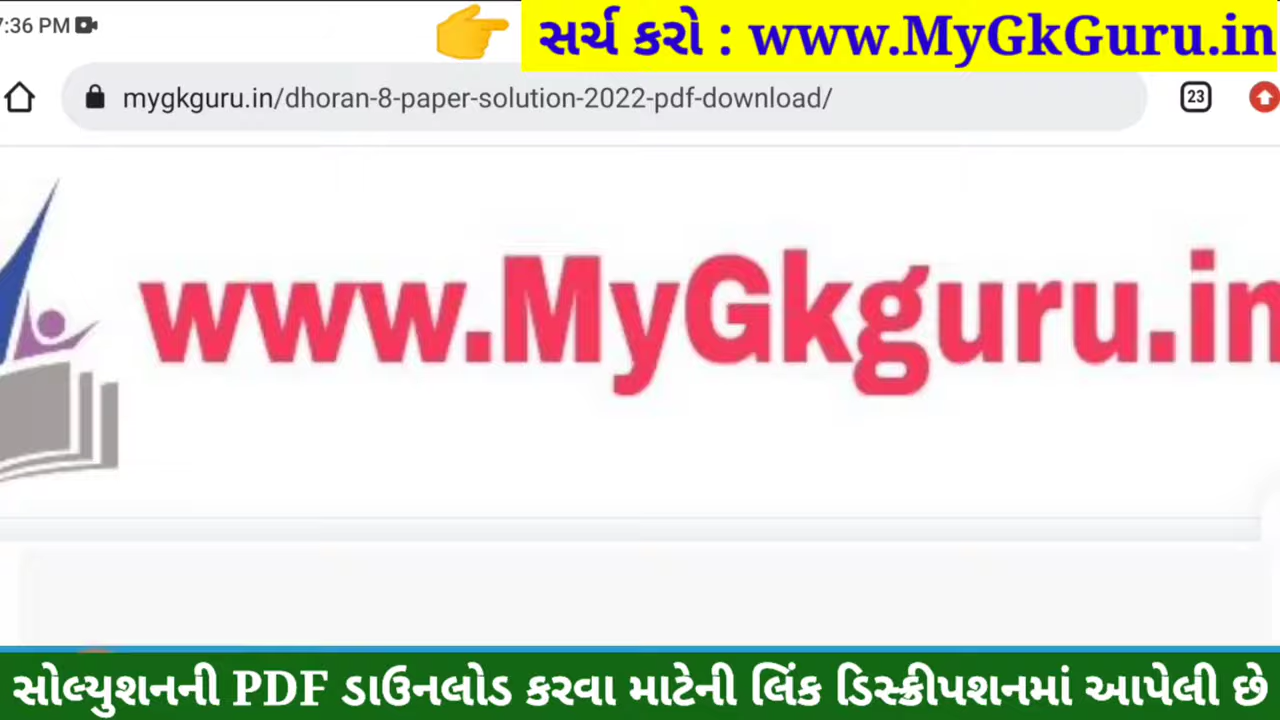 7:36 PM
👉 સર્ચ કરો : www.MyGkGuru.in
mygkguru.in/dhoran-8-paper-solution-2022-pdf-download/
23
www.MyGkguru.in
સોલ્યુશનની PDF ડાઉનલોડ કરવા માટેની લિંક ડિસ્ક્રીપશનમાં આપેલી છે